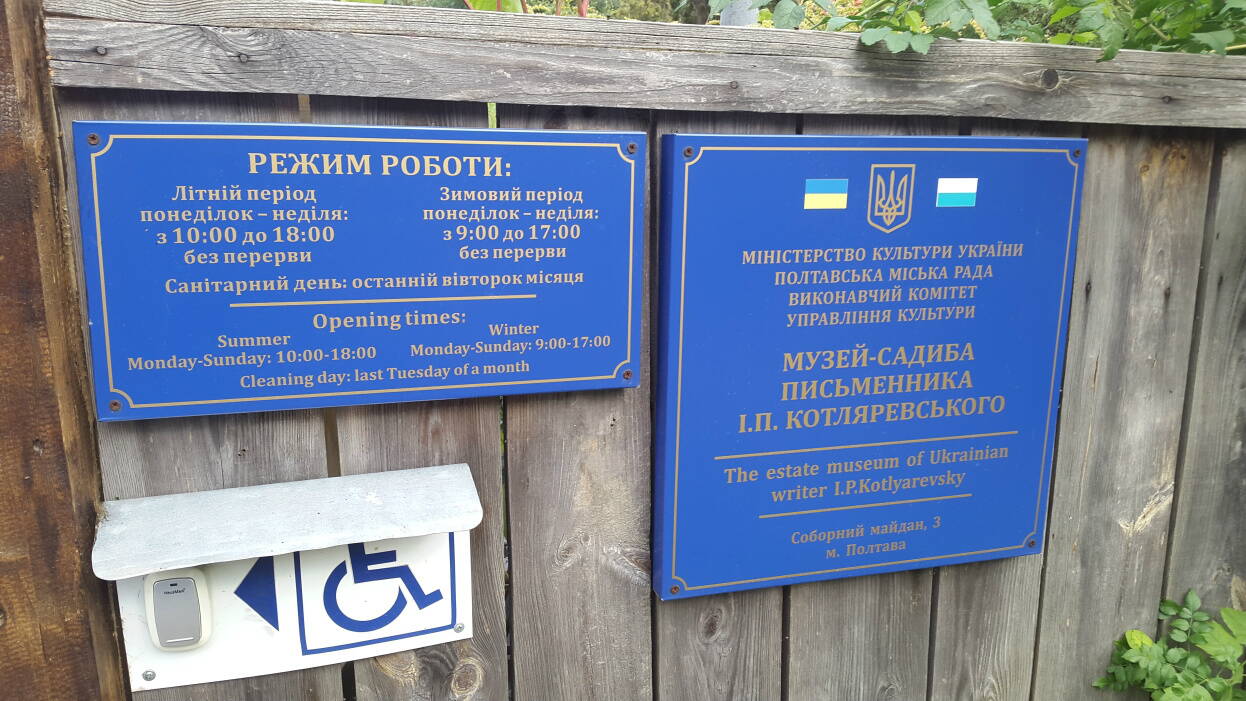 РЕЖИМ РОБОТИ:
Літній період
понеділок – неділя:
з 10:00 до 18:00
без перерви
Зимовий період
понеділок – неділя:
з 9:00 до 17:00
без перерви
Санітарний день: останній вівторок місяця
Opening times:
Summer
Monday-Sunday: 10:00-18:00
Winter
Monday-Sunday: 9:00-17:00
Cleaning day: last Tuesday of a month
МІНІСТЕРСТВО КУЛЬТУРИ УКРАЇНИ
ПОЛТАВСЬКА МІСЬКА РАДА
ВИКОНАВЧИЙ КОМІТЕТ
УПРАВЛІННЯ КУЛЬТУРИ
МУЗЕЙ-САДИБА
ПИСЬМЕННИКА
І.П. КОТЛЯРЕВСЬКОГО
The estate museum of Ukrainian
writer I.P.Kotlyarevsky
Соборний майдан, 3
м. Полтава